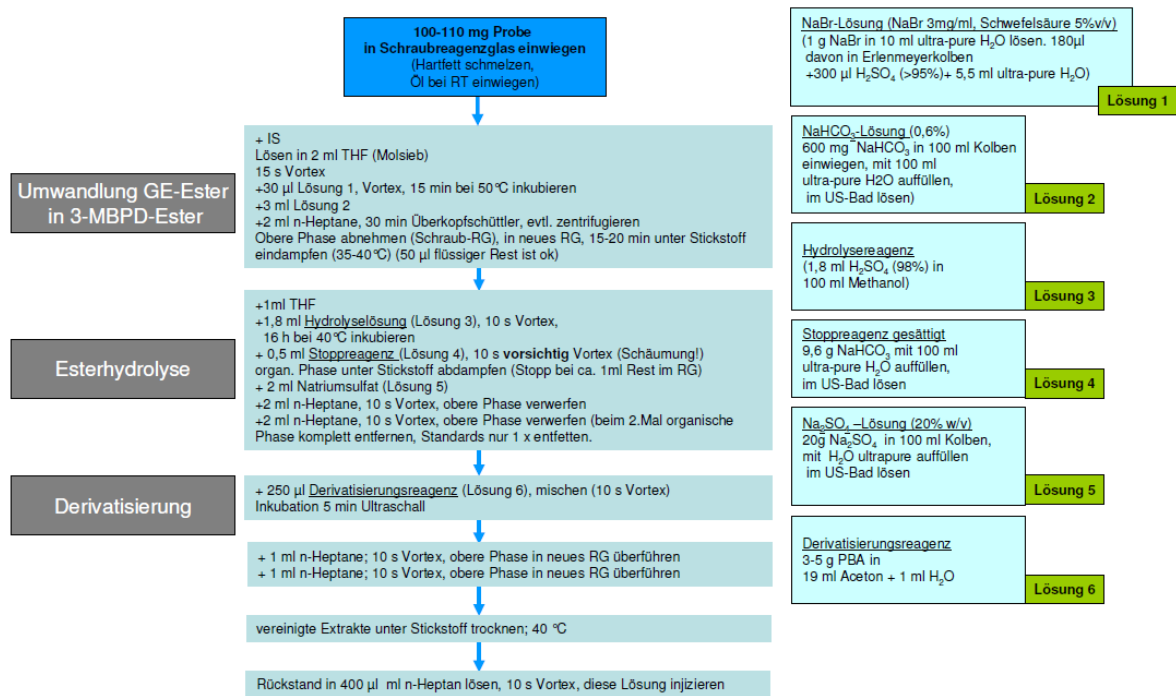 100-110 mg Probe
in Schraubreagenzglas einwiegen
(Hartfett schmelzen,
Öl bei RT einwiegen)
NaBr-Lösung (NaBr 3mg/ml, Schwefelsäure 5%v/v)
(1 g NaBr in 10 ml ultra-pure H2O lösen. 180µl
davon in Erlenmeyerkolben
+300 µl H2SO4 (>95%)+ 5,5 ml ultra-pure H2O)
Lösung 1
Umwandlung GE-Ester
in 3-MBPD-Ester
+ IS
Lösen in 2 ml THF (Molsieb)
15 s Vortex
+30 µl Lösung 1, Vortex, 15 min bei 50°C inkubieren
+3 ml Lösung 2
+2 ml n-Heptane, 30 min Überkopfschüttler, evtl. zentrifugieren
Obere Phase abnehmen (Schraub-RG), in neues RG, 15-20 min unter Stickstoff
eindampfen (35-40°C) (50 µl flüssiger Rest ist ok)
NaHCO3-Lösung (0,6%)
600 mg NaHCO3 in 100 ml Kolben
einwiegen, mit 100 ml
ultra-pure H2O auffüllen,
im US-Bad lösen)
Lösung 2
Hydrolysereagenz
(1,8 ml H2SO4 (98%) in
100 ml Methanol)
Lösung 3
Esterhydrolyse
+1ml THF
+1,8 ml Hydrolyselösung (Lösung 3), 10 s Vortex,
16 h bei 40°C inkubieren
+ 0,5 ml Stoppreagenz (Lösung 4), 10 s vorsichtig Vortex (Schäumung!)
organ. Phase unter Stickstoff abdampfen (Stopp bei ca. 1ml Rest im RG)
+ 2 ml Natriumsulfat (Lösung 5)
+2 ml n-Heptane, 10 s Vortex, obere Phase verwerfen
+2 ml n-Heptane, 10 s Vortex, obere Phase verwerfen (beim 2.Mal organische
Phase komplett entfernen, Standards nur 1 x entfetten.
Stoppreagenz gesättigt
9,6 g NaHCO3 mit 100 ml
ultra-pure H2O auffüllen,
im US-Bad lösen
Lösung 4
Na2SO4 –Lösung (20% w/v)
20g Na2SO4 in 100 ml Kolben,
mit H2O ultrapure auffüllen
im US-Bad lösen
Lösung 5
Derivatisierung
+ 250 µl Derivatisierungsreagenz (Lösung 6), mischen (10 s Vortex)
Inkubation 5 min Ultraschall
Derivatisierungsreagenz
3-5 g PBA in
19 ml Aceton + 1 ml H2O
Lösung 6
+ 1 ml n-Heptane; 10 s Vortex, obere Phase in neues RG überführen
+ 1 ml n-Heptane; 10 s Vortex, obere Phase in neues RG überführen
vereinigte Extrakte unter Stickstoff trocknen; 40 °C
Rückstand in 400 µl ml n-Heptan lösen, 10 s Vortex, diese Lösung injizieren